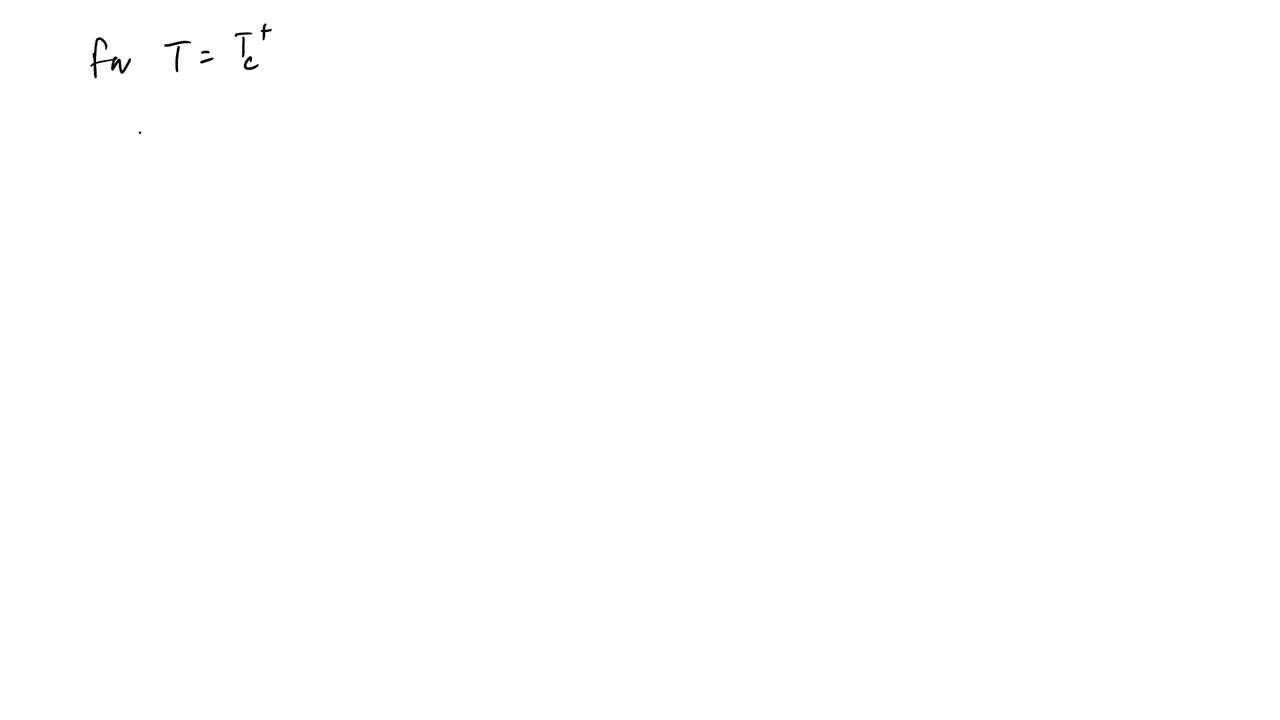 for T = T_c^+